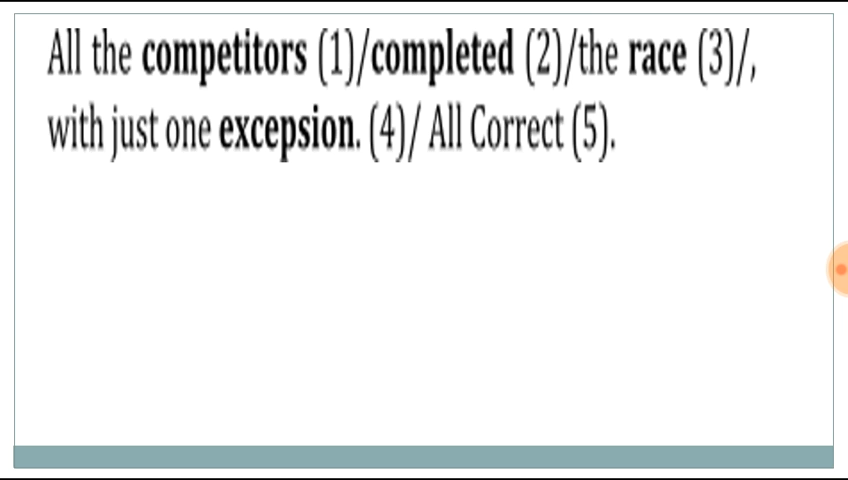 All the competitors (1)/completed (2)/the race (3)/,
with just one excepsion. (4)/ All Correct (5).